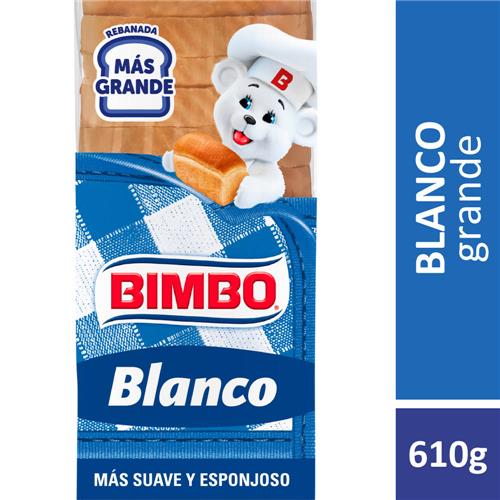 REBANADA
MÁS
GRANDE
B
BIMBO
®
Blanco
MÁS SUAVE Y ESPONJOSO
BLANCO
grande
610g